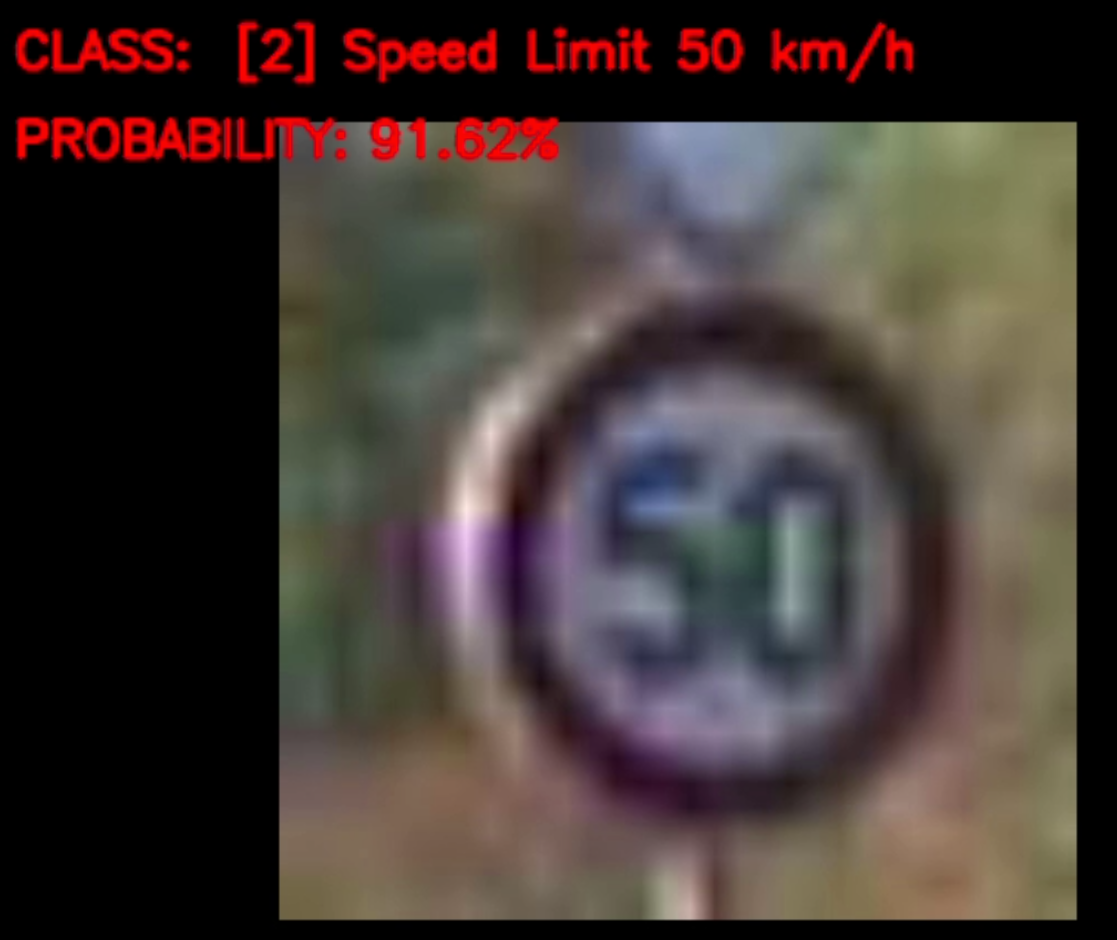 CLASS: [2] Speed Limit 50 km/h
PROBABILITY: 91.62%
50